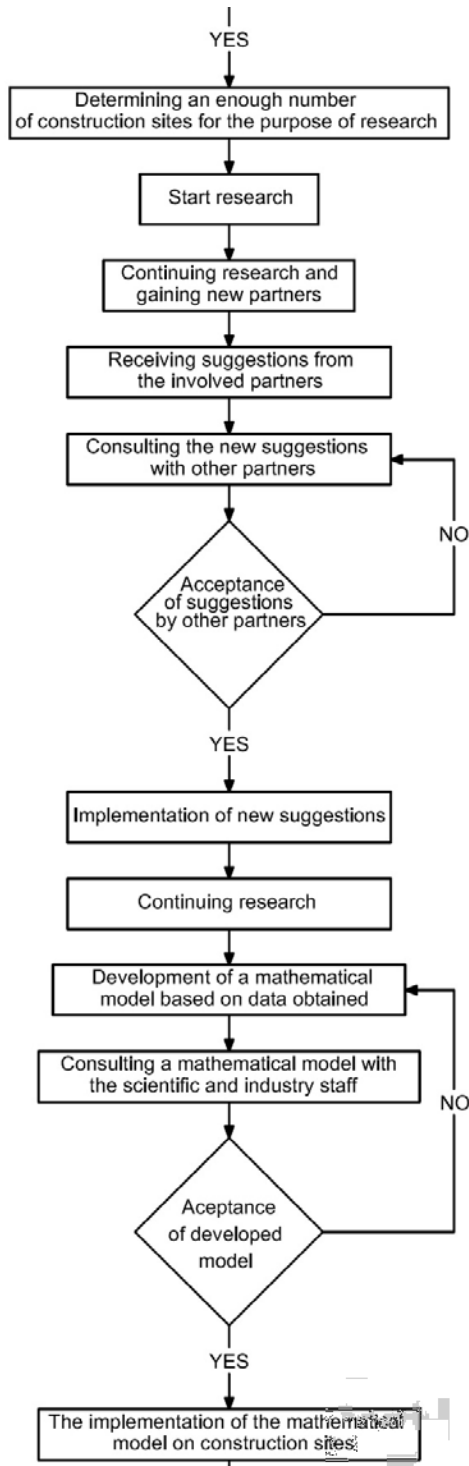 YES
Determining an enough number
of construction sites for the purpose of research
Start research
Continuing research and
gaining new partners
Receiving suggestions from
the involved partners
Consulting the new suggestions
with other partners
NO
Acceptance
of suggestions
by other partners
YES
Implementation of new suggestions
Continuing research
Development of a mathematical
model based on data obtained
Consulting a mathematical model with
the scientific and industry staff
NO
Aceptance
of developed
model
YES
The implementation of the mathematical
model on construction sites